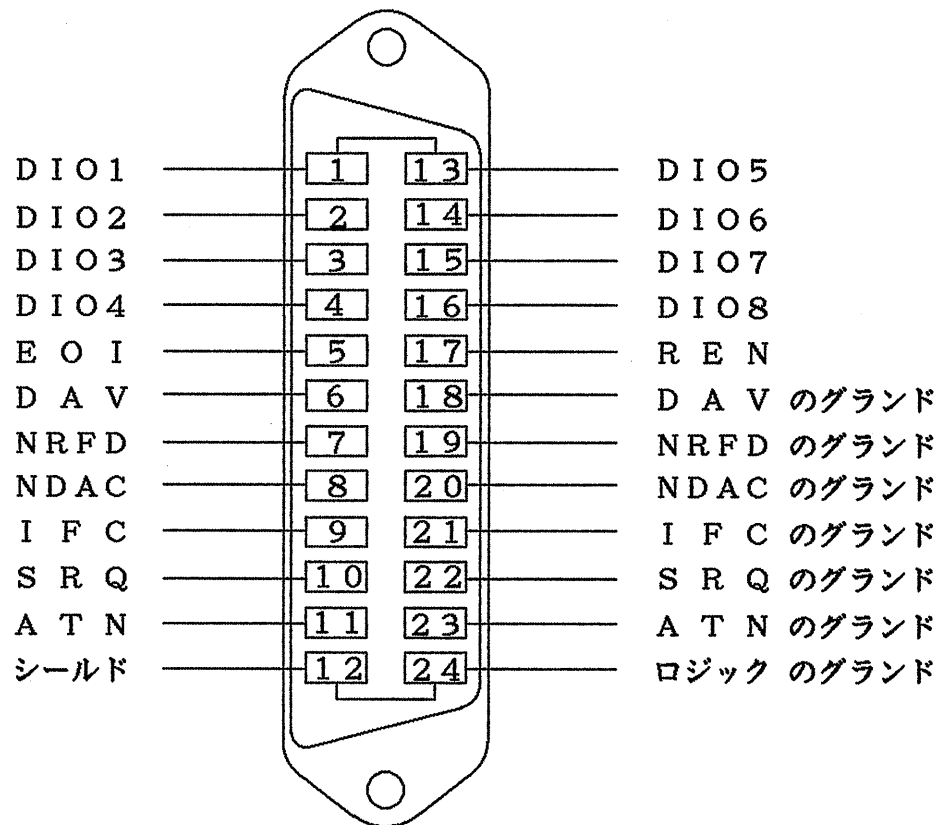 DIO1 1 13 DIO5
DIO2 2 14 DIO6
DIO3 3 15 DIO7
DIO4 4 16 DIO8
EOI 5 17 REN
DAV 6 18 DAV のグランド
NRFD 7 19 NRFD のグランド
NDAC 8 20 NDAC のグランド
IFC 9 21 IFC のグランド
SRQ 10 22 SRQ のグランド
ATN 11 23 ATN のグランド
シールド 12 24 ロジック のグランド